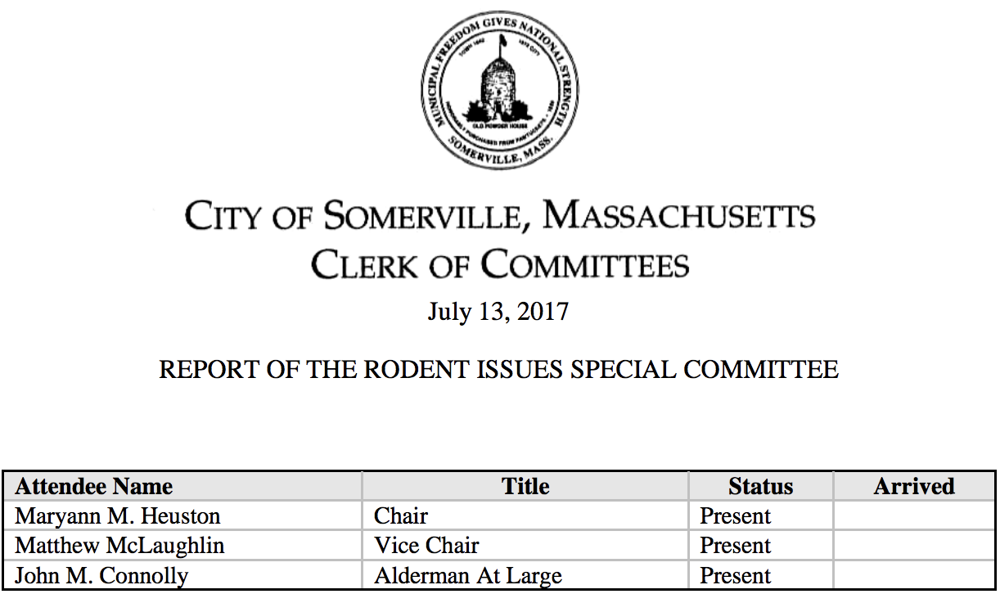 MUNICIPAL FREEDOM GIVES NATIONAL STRENGTH
TOWN 1842 1872 CITY
OLD POWDER HOUSE
SOMERVILLE, MASS.
CITY OF SOMERVILLE, MASSACHUSETTS
CLERK OF COMMITTEES
July 13, 2017
REPORT OF THE RODENT ISSUES SPECIAL COMMITTEE
Attendee Name Title Status Arrived
Maryann M. Heuston Chair Present
Matthew McLaughlin Vice Chair Present
John M. Connolly Alderman At Large Present